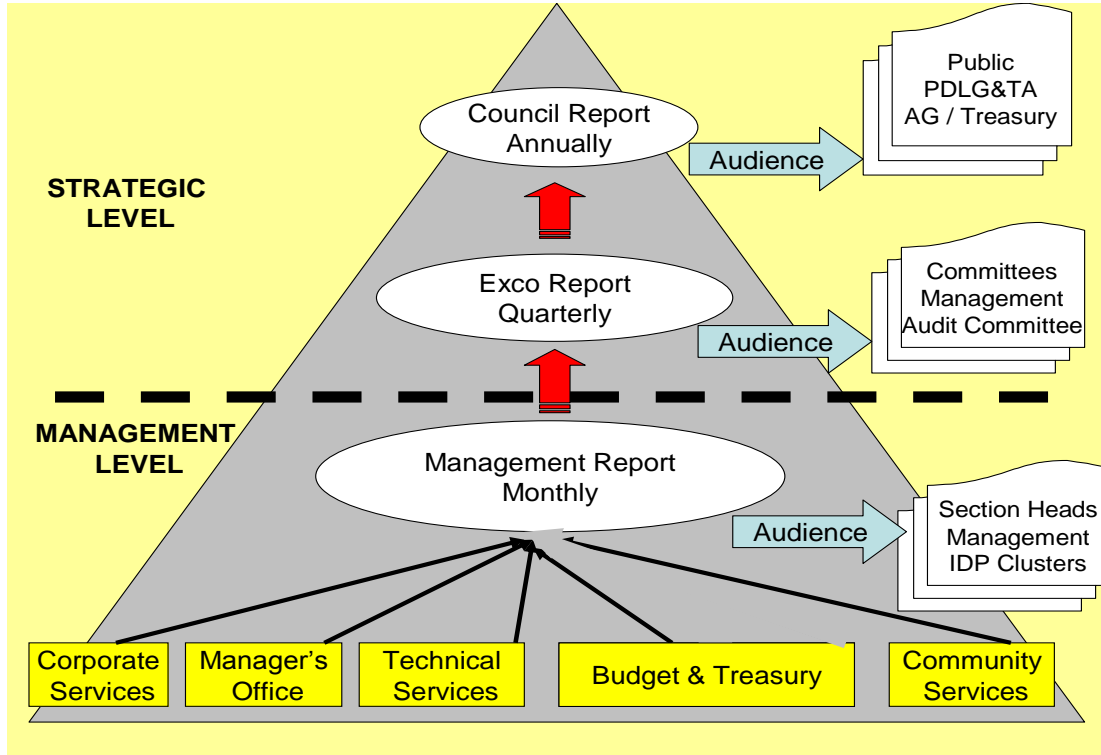 Public
PDLG&TA
AG / Treasury
Council Report
Annually
Audience
STRATEGIC
LEVEL
Exco Report
Quarterly
Committees
Management
Audit Committee
Audience
MANAGEMENT
LEVEL
Management Report
Monthly
Section Heads
Management
IDP Clusters
Audience
Corporate
Services
Manager's
Office
Technical
Services
Budget & Treasury
Community
Services